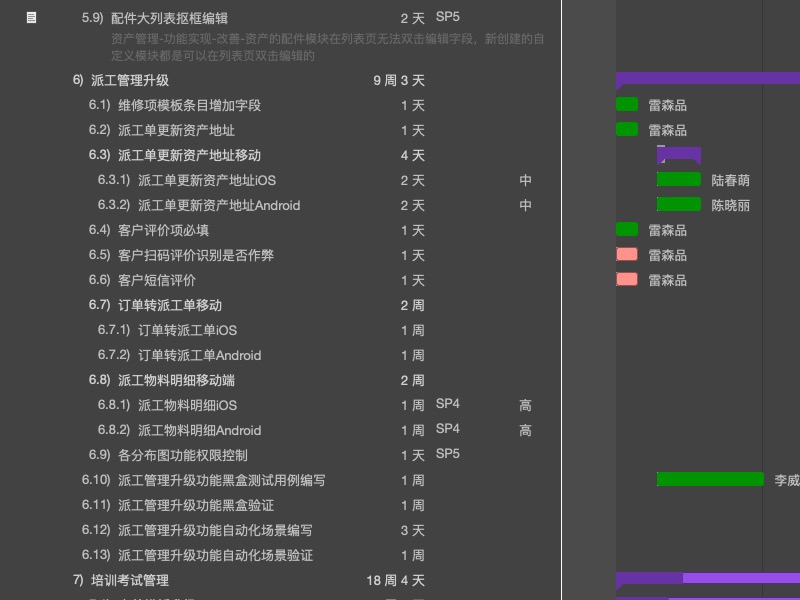 5.9) 配件大列表抠框编辑 2 天 SP5
资产管理-功能实现-改善-资产的配件模块在列表页无法双击编辑字段，新创建的自
定义模块都是可以在列表页双击编辑的
6) 派工管理升级 9 周 3 天
6.1) 维修项模板条目增加字段 1 天 雷森品
6.2) 派工单更新资产地址 1 天 雷森品
6.3) 派工单更新资产地址移动 4 天
6.3.1) 派工单更新资产地址iOS 2 天 中 陆春萌
6.3.2) 派工单更新资产地址Android 2 天 中 陈晓丽
6.4) 客户评价项必填 1 天 雷森品
6.5) 客户扫码评价识别是否作弊 1 天 雷森品
6.6) 客户短信评价 1 天 雷森品
6.7) 订单转派工单移动 2 周
6.7.1) 订单转派工单iOS 1 周
6.7.2) 订单转派工单Android 1 周
6.8) 派工物料明细移动端 2 周
6.8.1) 派工物料明细iOS 1 周 SP4 高
6.8.2) 派工物料明细Android 1 周 SP4 高
6.9) 各分布图功能权限控制 1 天 SP5
6.10) 派工管理升级功能黑盒测试用例编写 1 周 李威
6.11) 派工管理升级功能黑盒验证 1 周
6.12) 派工管理升级功能自动化场景编写 3 天
6.13) 派工管理升级功能自动化场景验证 1 周
7) 培训考试管理 18 周 4 天